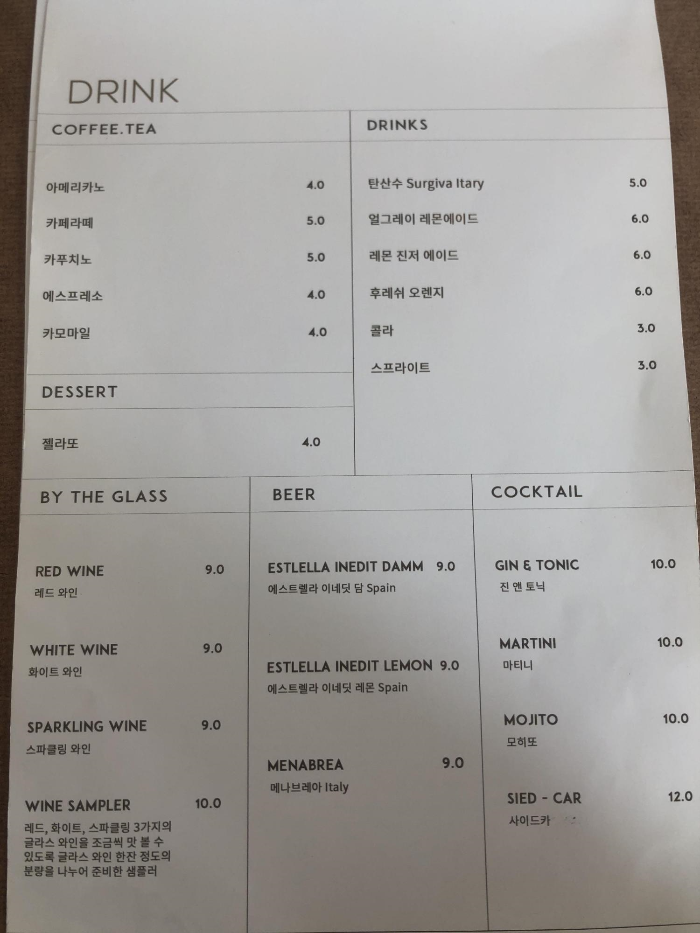 DRINK
COFFEE.TEA
아메리카노 4.0
카페라떼 5.0
카푸치노 5.0
에스프레소 4.0
카모마일 4.0
DESSERT
젤라또 4.0
DRINKS
탄산수 Surgiva Itary 5.0
얼그레이 레몬에이드 6.0
레몬 진저 에이드 6.0
후레쉬 오렌지 6.0
콜라 3.0
스프라이트 3.0
BY THE GLASS
RED WINE 9.0
레드 와인
WHITE WINE 9.0
화이트 와인
SPARKLING WINE 9.0
스파클링 와인
WINE SAMPLER 10.0
레드, 화이트, 스파클링 3가지의
글라스 와인을 조금씩 맛 볼 수
있도록 글라스 와인 한잔 정도의
분량을 나누어 준비한 샘플러
BEER
ESTLELLA INEDIT DAMM 9.0
에스트렐라 이네딧 담 Spain
ESTLELLA INEDIT LEMON 9.0
에스트렐라 이네딧 레몬 Spain
MENABREA 9.0
메나브레아 Italy
COCKTAIL
GIN & TONIC 10.0
진 앤 토닉
MARTINI 10.0
마티니
MOJITO 10.0
모히또
SIED - CAR 12.0
사이드카